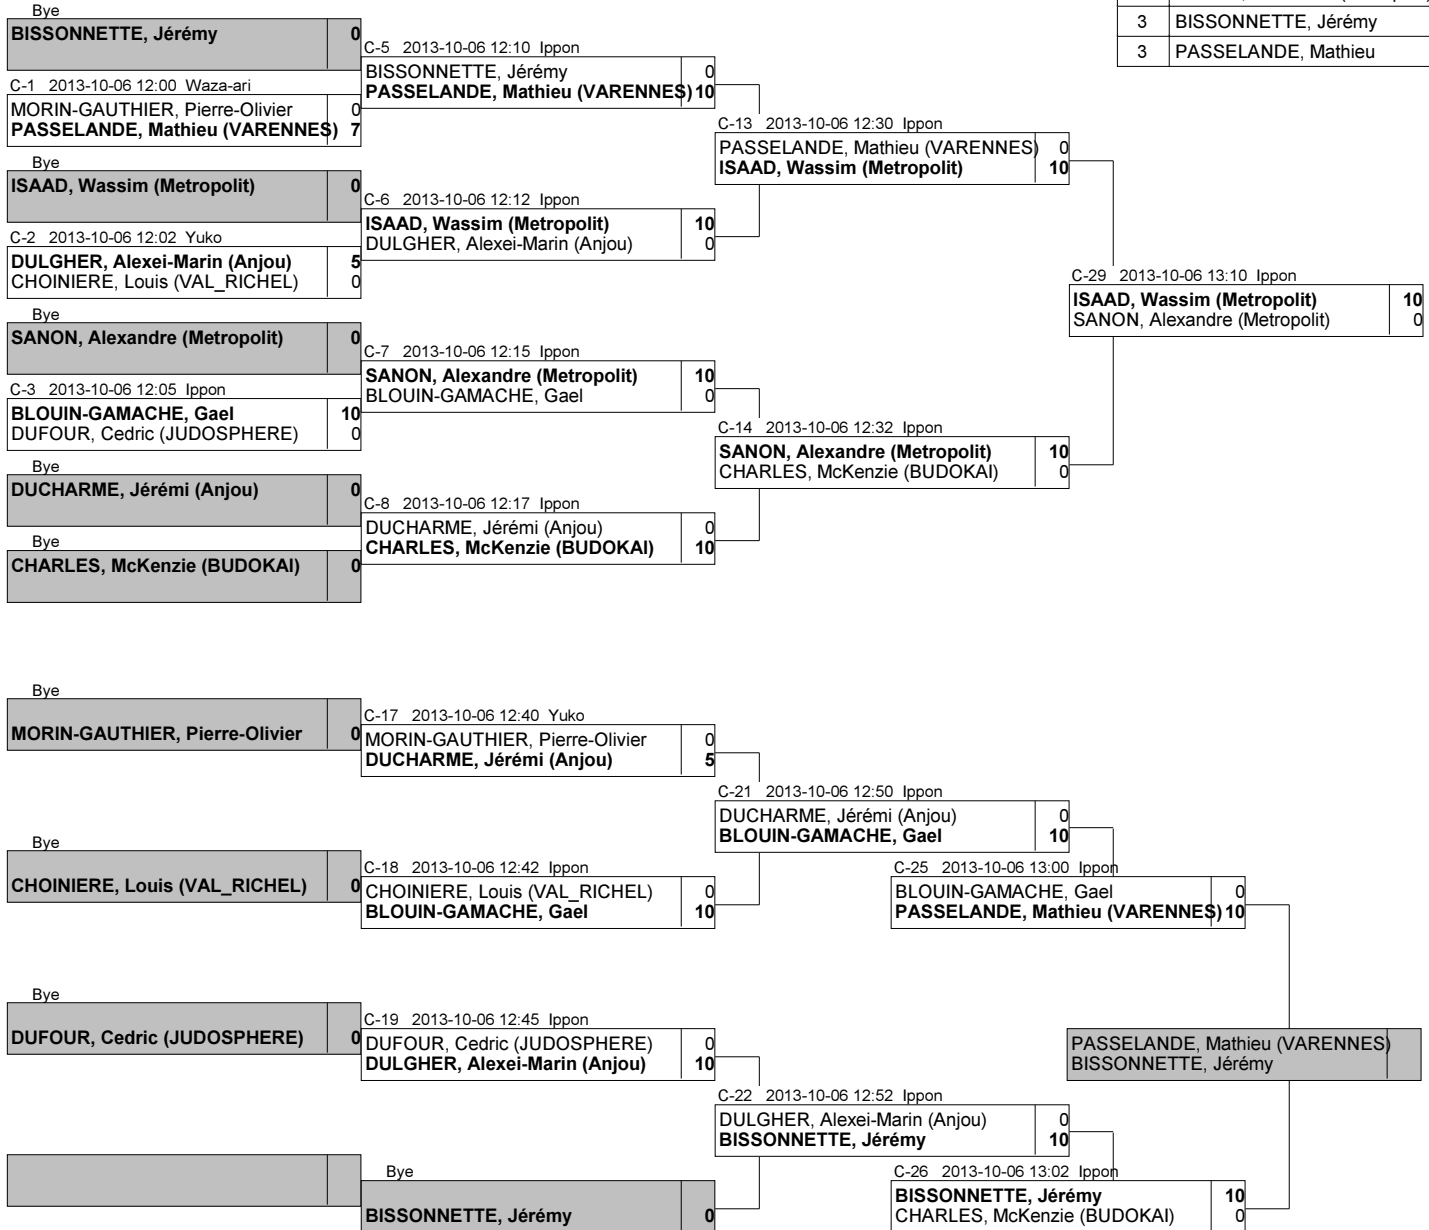 3 BISSONNETTE, Jérémy
3 PASSELANDE, Mathieu
Bye
BISSONNETTE, Jérémy 0
C-1 2013-10-06 12:00 Waza-ari
MORIN-GAUTHIER, Pierre-Olivier 0
PASSELANDE, Mathieu (VARENNES) 7
Bye
ISAAD, Wassim (Metropolit) 0
C-2 2013-10-06 12:02 Yuko
DULGHER, Alexei-Marin (Anjou) 5
CHOINIERE, Louis (VAL_RICHEL) 0
Bye
SANON, Alexandre (Metropolit) 0
C-3 2013-10-06 12:05 Ippon
BLOUIN-GAMACHE, Gael 10
DUFOUR, Cedric (JUDOSPHERE) 0
Bye
DUCHARME, Jérémi (Anjou) 0
Bye
CHARLES, McKenzie (BUDOKAI) 0
C-5 2013-10-06 12:10 Ippon
BISSONNETTE, Jérémy 0
PASSELANDE, Mathieu (VARENNES) 10
C-6 2013-10-06 12:12 Ippon
ISAAD, Wassim (Metropolit) 10
DULGHER, Alexei-Marin (Anjou) 0
C-7 2013-10-06 12:15 Ippon
SANON, Alexandre (Metropolit) 10
BLOUIN-GAMACHE, Gael 0
C-8 2013-10-06 12:17 Ippon
DUCHARME, Jérémi (Anjou) 0
CHARLES, McKenzie (BUDOKAI) 10
C-13 2013-10-06 12:30 Ippon
PASSELANDE, Mathieu (VARENNES) 0
ISAAD, Wassim (Metropolit) 10
C-14 2013-10-06 12:32 Ippon
SANON, Alexandre (Metropolit) 10
CHARLES, McKenzie (BUDOKAI) 0
C-29 2013-10-06 13:10 Ippon
ISAAD, Wassim (Metropolit) 10
SANON, Alexandre (Metropolit) 0
Bye
MORIN-GAUTHIER, Pierre-Olivier 0
Bye
CHOINIERE, Louis (VAL_RICHEL) 0
Bye
DUFOUR, Cedric (JUDOSPHERE) 0
C-17 2013-10-06 12:40 Yuko
MORIN-GAUTHIER, Pierre-Olivier 0
DUCHARME, Jérémi (Anjou) 5
C-18 2013-10-06 12:42 Ippon
CHOINIERE, Louis (VAL_RICHEL) 0
BLOUIN-GAMACHE, Gael 10
C-19 2013-10-06 12:45 Ippon
DUFOUR, Cedric (JUDOSPHERE) 0
DULGHER, Alexei-Marin (Anjou) 10
Bye
BISSONNETTE, Jérémy 0
C-21 2013-10-06 12:50 Ippon
DUCHARME, Jérémi (Anjou) 0
BLOUIN-GAMACHE, Gael 10
C-22 2013-10-06 12:52 Ippon
DULGHER, Alexei-Marin (Anjou) 0
BISSONNETTE, Jérémy 10
C-25 2013-10-06 13:00 Ippon
BLOUIN-GAMACHE, Gael 0
PASSELANDE, Mathieu (VARENNES) 10
C-26 2013-10-06 13:02 Ippon
BISSONNETTE, Jérémy 10
CHARLES, McKenzie (BUDOKAI) 0
PASSELANDE, Mathieu (VARENNES)
BISSONNETTE, Jérémy